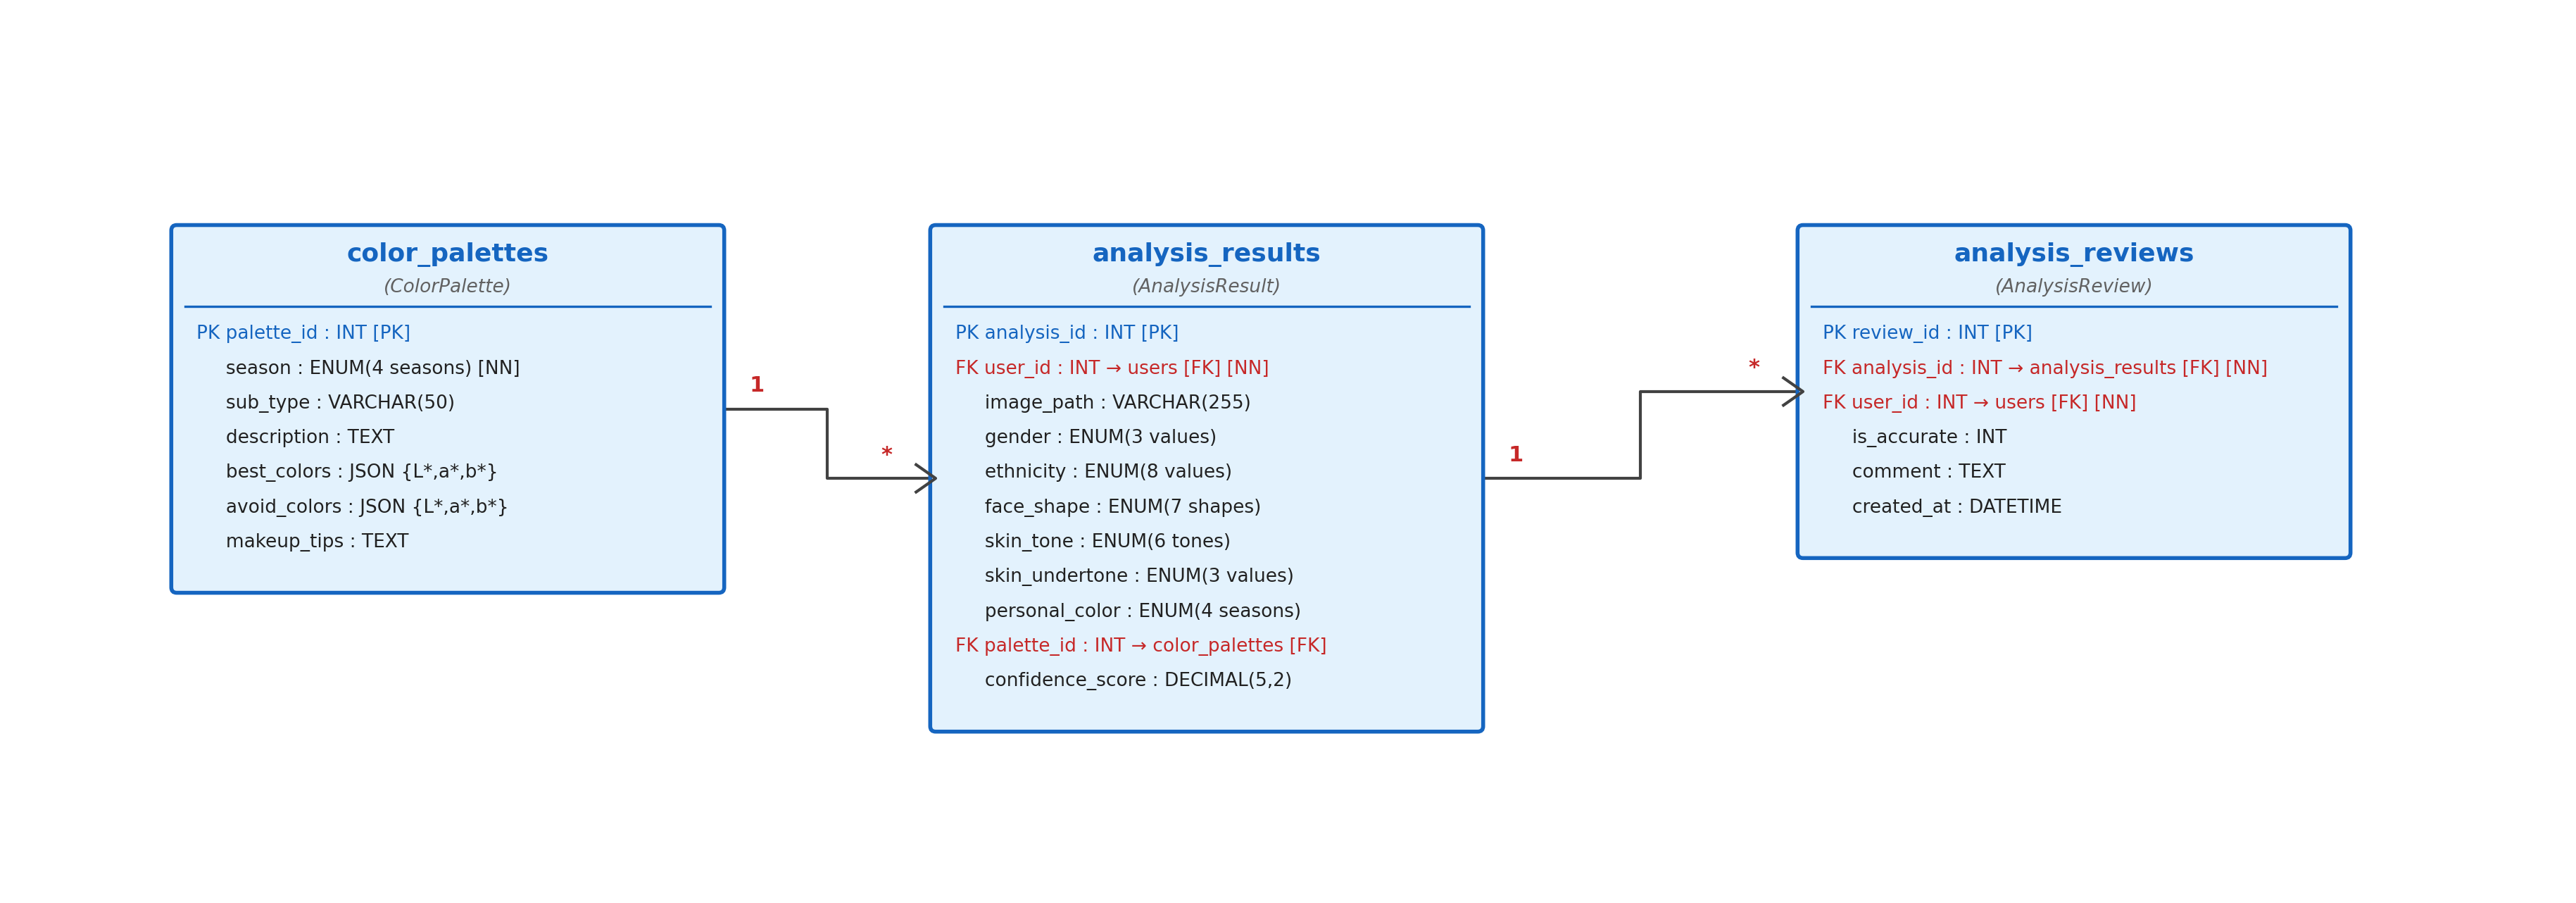 color_palettes
(ColorPalette)
PK palette_id : INT [PK]
season : ENUM(4 seasons) [NN]
sub_type : VARCHAR(50)
description : TEXT
best_colors : JSON {L*,a*,b*}
avoid_colors : JSON {L*,a*,b*}
makeup_tips : TEXT
1
*
analysis_results
(AnalysisResult)
PK analysis_id : INT [PK]
FK user_id : INT → users [FK] [NN]
image_path : VARCHAR(255)
gender : ENUM(3 values)
ethnicity : ENUM(8 values)
face_shape : ENUM(7 shapes)
skin_tone : ENUM(6 tones)
skin_undertone : ENUM(3 values)
personal_color : ENUM(4 seasons)
FK palette_id : INT → color_palettes [FK]
confidence_score : DECIMAL(5,2)
1
*
analysis_reviews
(AnalysisReview)
PK review_id : INT [PK]
FK analysis_id : INT → analysis_results [FK] [NN]
FK user_id : INT → users [FK] [NN]
is_accurate : INT
comment : TEXT
created_at : DATETIME